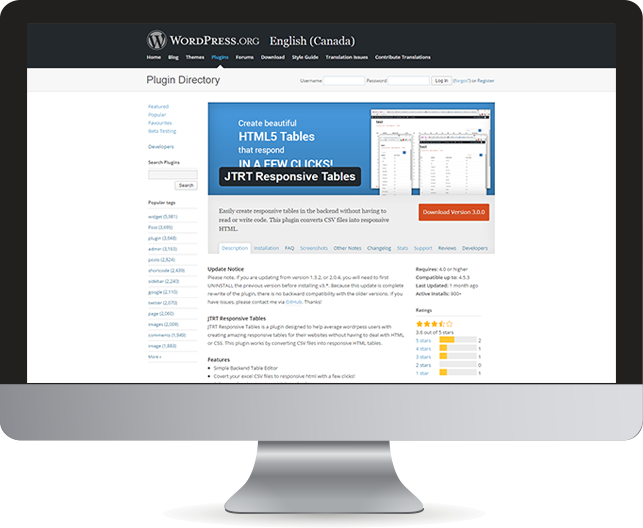 WORDPRESS.ORG English (Canada)
Home Blog Themes Plugins Forums Download Style Guide Translation Issues Contribute Translations
Plugin Directory
Username Password Log In (forgot?) or Register
Featured
Popular
Favourites
Beta Testing
Developers
Search Plugins
Search
Popular tags
widget (5,981)
plugin (3,648)
posts (2,824)
shortcode (2,439)
sidebar (2,240)
google (2,110)
twitter (2,070)
page (2,060)
images (2,009)
comments (1,949)
image (1,883)
More »
Create beautiful
HTML5 Tables
that respond
IN A FEW CLICKS!
JTRT Responsive Tables
Easily create responsive tables in the backend without having to
read or write code. This plugin converts CSV files into responsive
HTML.
Download Version 3.0.0
Description Installation FAQ Screenshots Other Notes Changelog Stats Support Reviews Developers
Update Notice
Please note, if you are updating from version 1.3.2, or 2.0.4, you will need to first
UNINSTALL the previous version before installing v3.*. Because this update is complete
re-write of the plugin, there is no backward compatibility with the older versions. If you
have issues, please contact me via GitHub. Thanks!
JTRT Responsive Tables
JTRT Responsive Tables is a plugin designed to help average wordpress users with
creating amazing responsive tables for their websites without having to deal with HTML
or CSS. This plugin works by converting CSV files into responsive HTML tables.
Features
Simple Backend Table Editor
Covert your excel CSV files to responsive html with a few clicks!
Requires: 4.0 or higher
Compatible up to: 4.5.3
Last Updated: 1 month ago
Active Installs: 900+
Ratings
3.6 out of 5 stars
5 stars 2
4 stars 1
3 stars 1
2 stars 0
1 star 1